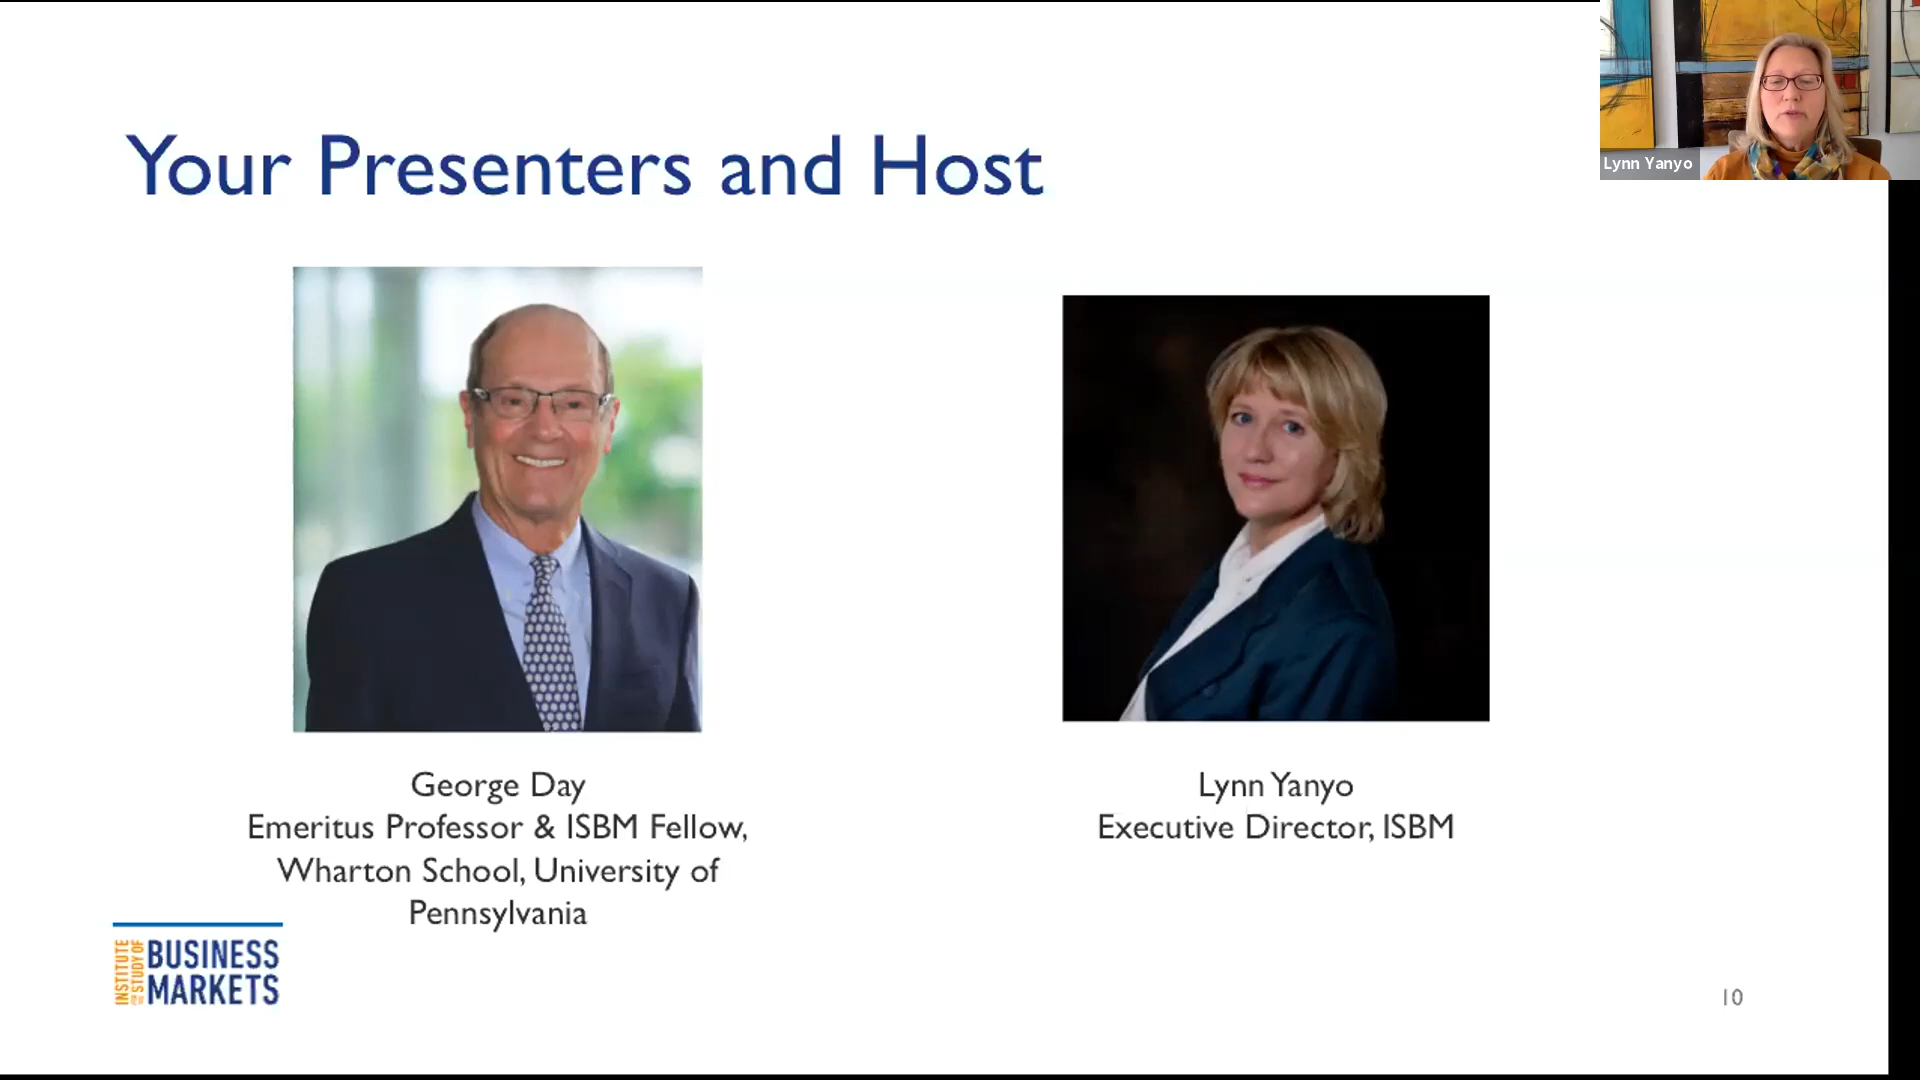 Your Presenters and Host
Lynn Yanyo
George Day
Emeritus Professor & ISBM Fellow,
Wharton School, University of
Pennsylvania
Lynn Yanyo
Executive Director, ISBM
INSTITUTE
FOR THE STUDY OF
BUSINESS
MARKETS
10